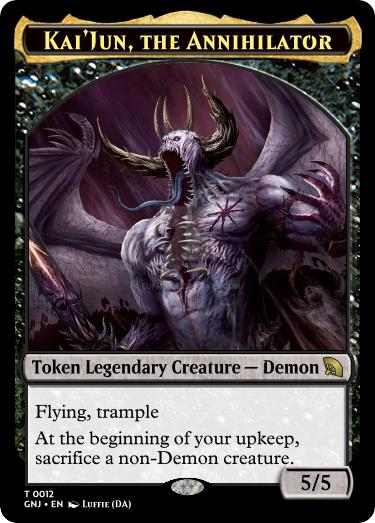 Kai'Jun, the Annihilator
Token Legendary Creature — Demon
Flying, trample
At the beginning of your upkeep,
sacrifice a non-Demon creature.
5/5
T 0012
GNJ • EN Luffie (DA)